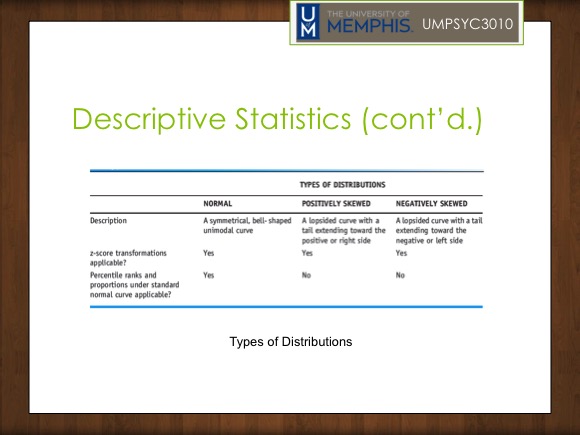 THE UNIVERSITY OF
MEMPHIS.
UM
UMPSYC3010
Descriptive Statistics (cont'd.)
TYPES OF DISTRIBUTIONS
NORMAL POSITIVELY SKEWED NEGATIVELY SKEWED
Description A symmetrical, bell-shaped A lopsided curve with a A lopsided curve with a tail
unimodal curve tail extending toward the extending toward the
positive or right side negative or left side
z-score transformations Yes Yes Yes
applicable?
Percentile ranks and Yes No No
proportions under standard
normal curve applicable?
Types of Distributions